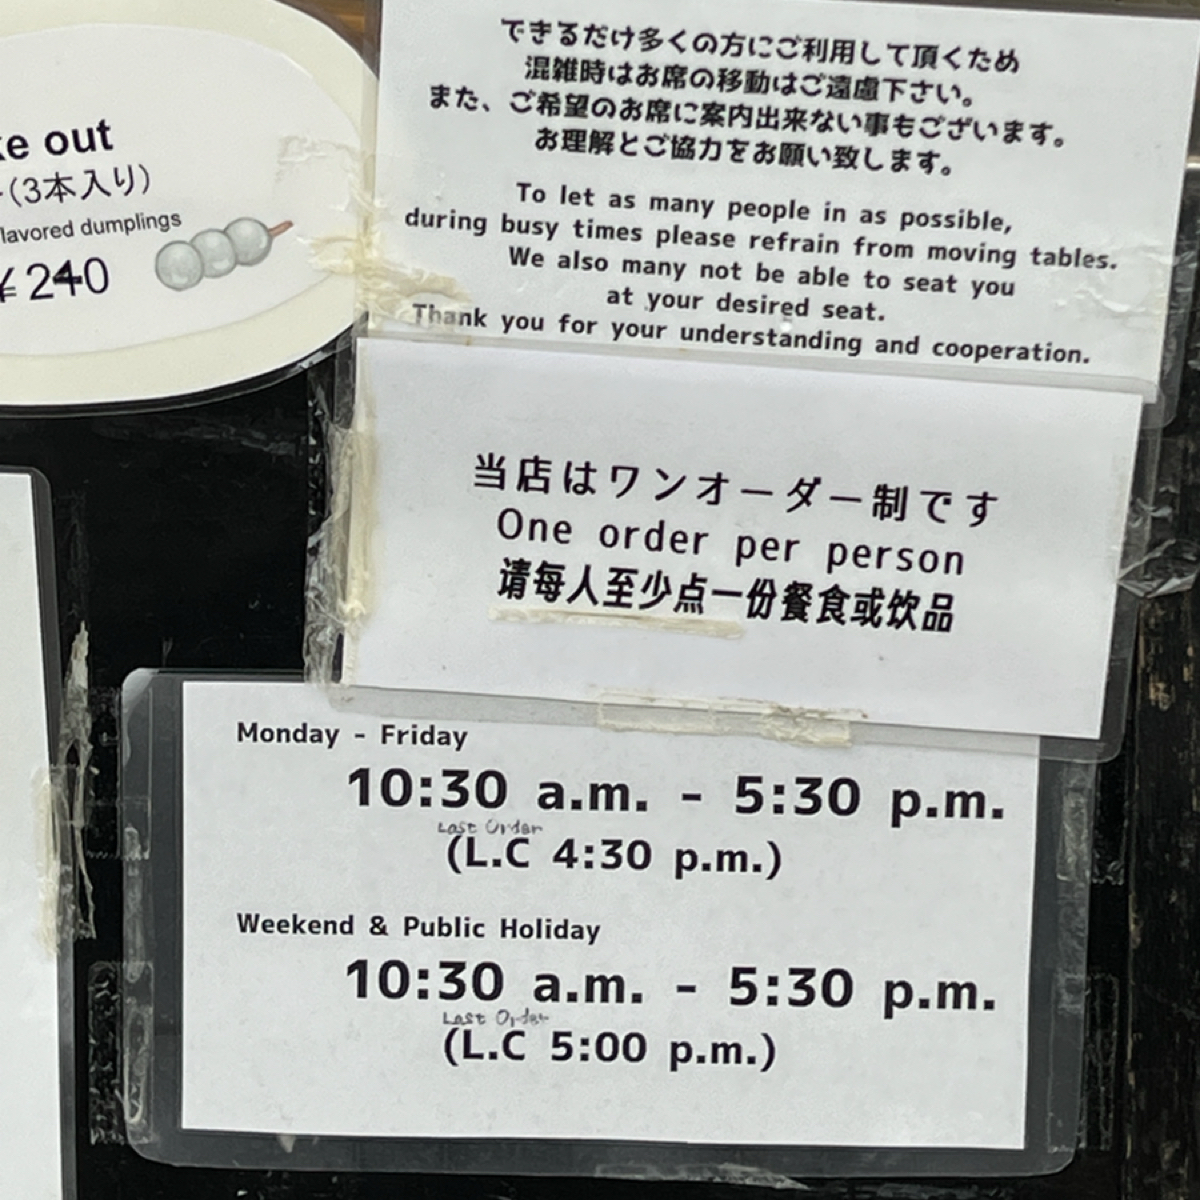 ke out
(3本入り)
lavored dumplings
¥240
できるだけ多くの方にご利用して頂くため
混雑時はお席の移動はご遠慮下さい。
また、ご希望のお席に案内出来ない事もございます。
お理解とご協力をお願い致します。
To let as many people in as possible,
during busy times please refrain from moving tables.
We also many not be able to seat you
at your desired seat.
Thank you for your understanding and cooperation.
当店はワンオーダー制です
One order per person
请每人至少点一份餐食或饮品
Monday - Friday
10:30 a.m. - 5:30 p.m.
Last Order
(L.C 4:30 p.m.)
Weekend & Public Holiday
10:30 a.m. - 5:30 p.m.
Last Order
(L.C 5:00 p.m.)